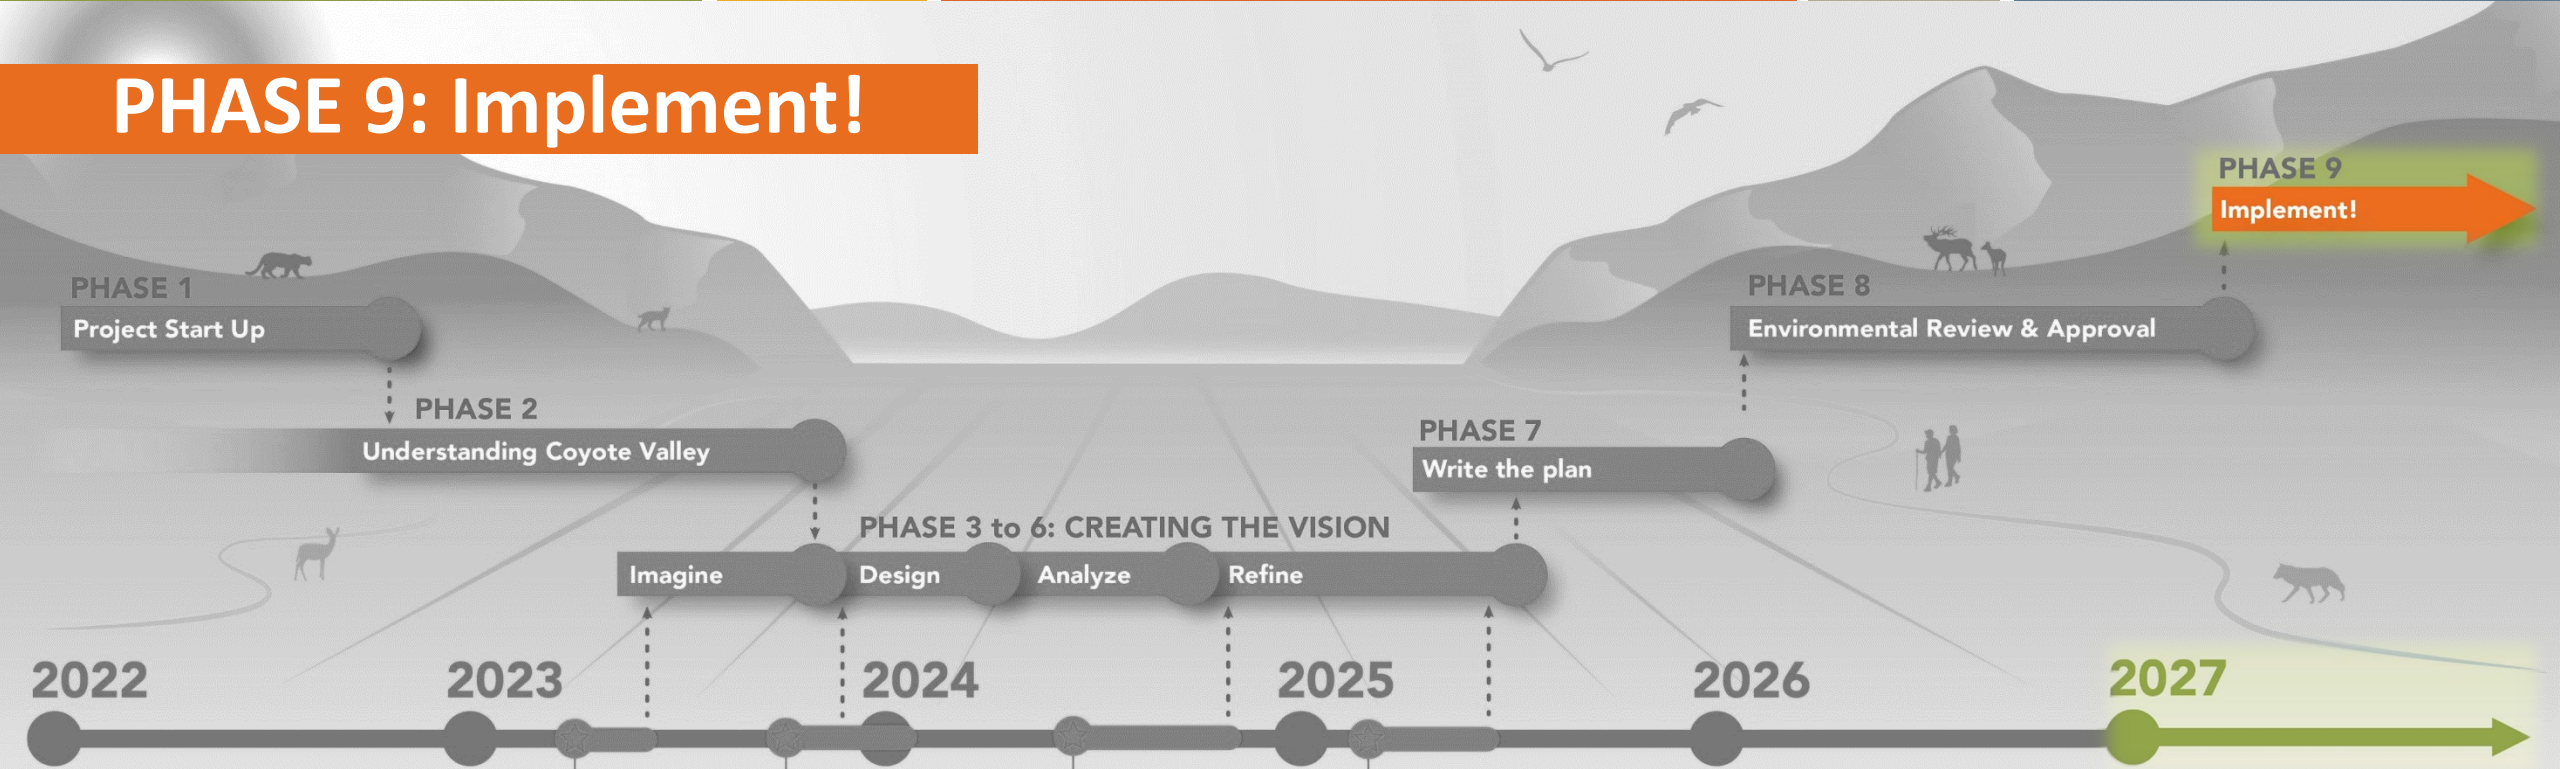 PHASE 9: Implement!
PHASE 9
Implement!
PHASE 1
Project Start Up
PHASE 8
Environmental Review & Approval
PHASE 2
Understanding Coyote Valley
PHASE 7
Write the plan
PHASE 3 to 6: CREATING THE VISION
Imagine
Design
Analyze
Refine
2022
2023
2024
2025
2026
2027